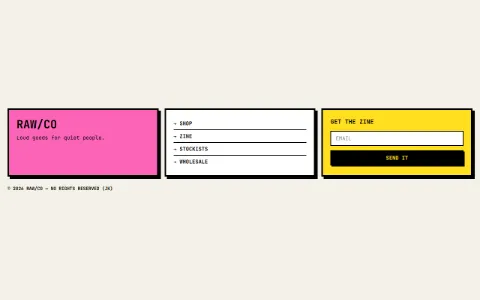 RAW/CO
Loud goods for quiet people.
→ SHOP
→ ZINE
→ STOCKISTS
→ WHOLESALE
GET THE ZINE
EMAIL
SEND IT
© 2026 RAW/CO — NO RIGHTS RESERVED (JK)